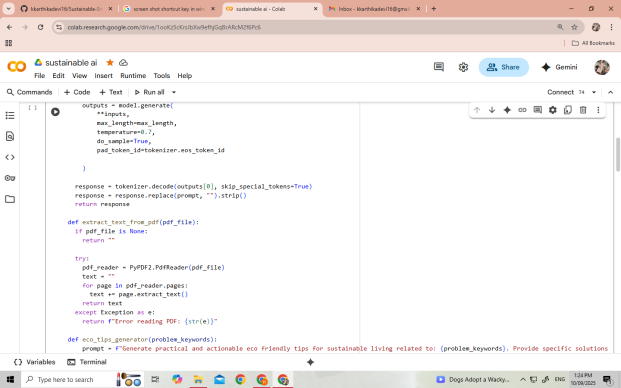 kkarthikadevi16/Sustainable-Sm
screen shot shortcut key in win
sustainable ai - Colab
Inbox - kkarthikadevi16@gmai
colab.research.google.com/drive/
All Bookmarks
sustainable ai
File Edit View Insert Runtime Tools Help
Share
Gemini
Commands + Code + Text Run all
Connect T4
[ ]
outputs = model.generate(
**inputs,
max_length=max_length,
temperature=0.7,
do_sample=True,
pad_token_id=tokenizer.eos_token_id
)
response = tokenizer.decode(outputs[0], skip_special_tokens=True)
response = response.replace(prompt, "").strip()
return response
def extract_text_from_pdf(pdf_file):
if pdf_file is None:
return ""
try:
pdf_reader = PyPDF2.PdfReader(pdf_file)
text = ""
for page in pdf_reader.pages:
text += page.extract_text()
return text
except Exception as e:
return f"Error reading PDF: {str(e)}"
def eco_tips_generator(problem_keywords):
prompt = f"Generate practical and actionable eco friendly tips for sustainable living related to: {problem_keywords}. Provide specific solutions
Variables Terminal
Type here to search
Dogs Adopt a Wacky...
ENG
1:24 PM
10/09/2025